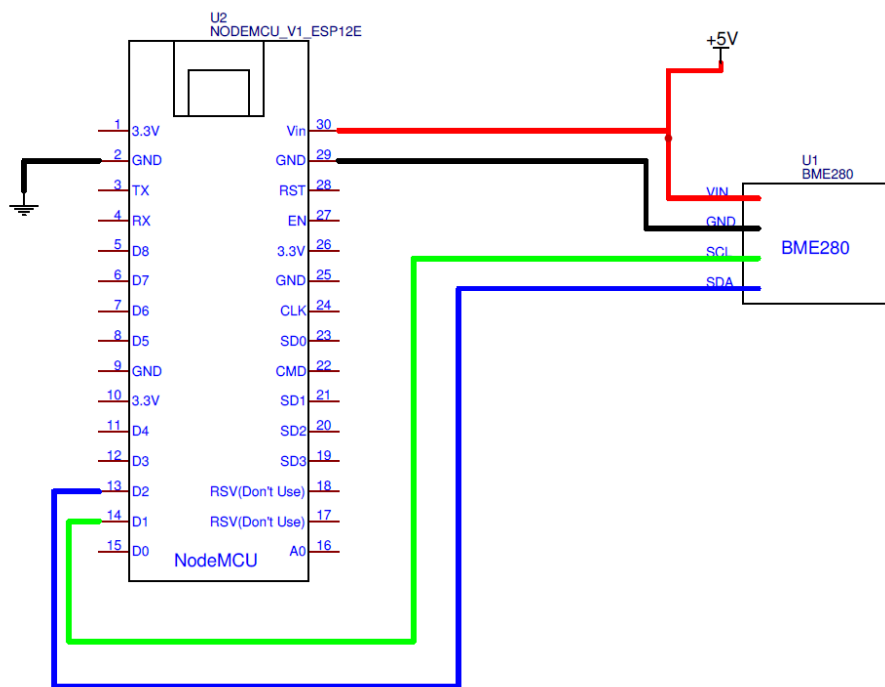 U2
NODEMCU_V1_ESP12E
+5V
1 3.3V Vin 30
2 GND GND 29
3 TX RST 28
4 RX EN 27
5 D8 3.3V 26
6 D7 GND 25
7 D6 CLK 24
8 D5 SD0 23
9 GND CMD 22
10 3.3V SD1 21
11 D4 SD2 20
12 D3 SD3 19
13 D2 RSV(Don't Use) 18
14 D1 RSV(Don't Use) 17
15 D0 A0 16
NodeMCU
U1
BME280
VIN
GND
SCL
SDA
BME280